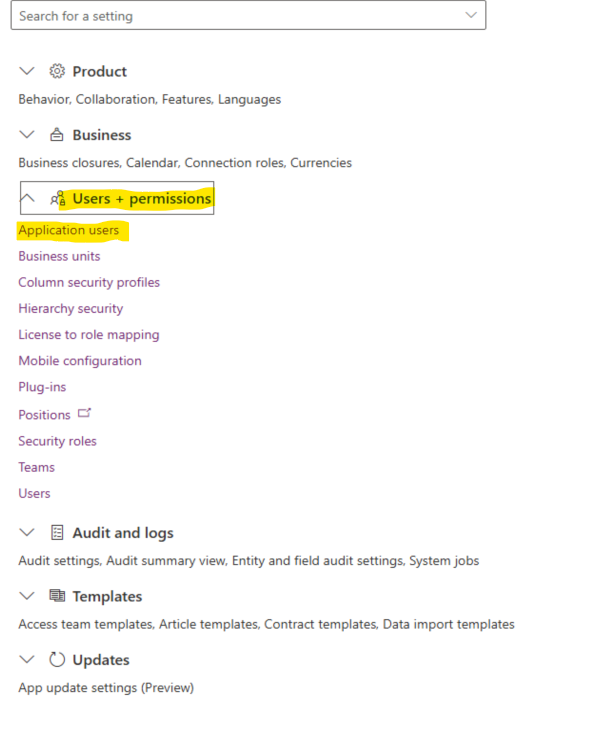 Search for a setting
Product
Behavior, Collaboration, Features, Languages
Business
Business closures, Calendar, Connection roles, Currencies
Users + permissions
Application users
Business units
Column security profiles
Hierarchy security
License to role mapping
Mobile configuration
Plug-ins
Positions
Security roles
Teams
Users
Audit and logs
Audit settings, Audit summary view, Entity and field audit settings, System jobs
Templates
Access team templates, Article templates, Contract templates, Data import templates
Updates
App update settings (Preview)